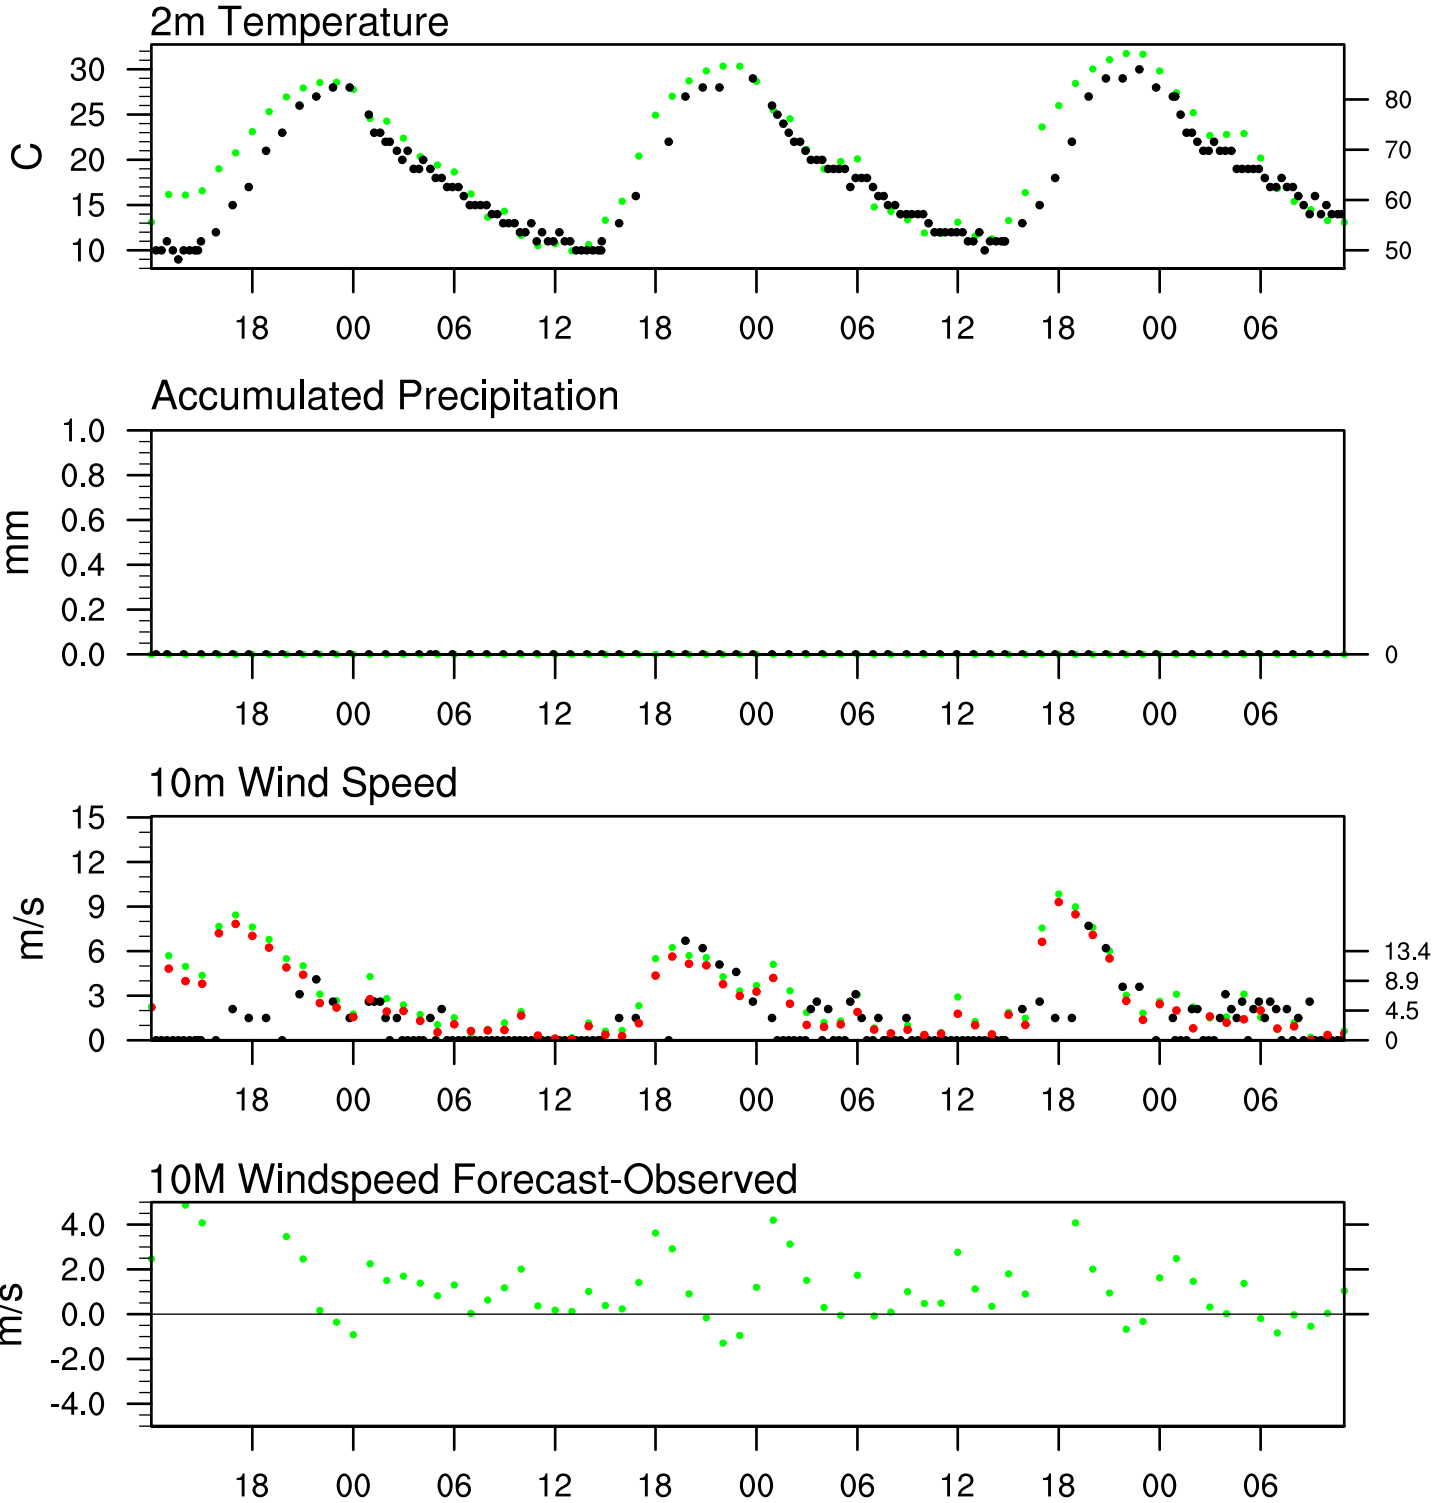 2m Temperature
30
25
20
15
10
C
80
70
60
50
18 00 06 12 18 00 06 12 18 00 06
Accumulated Precipitation
1.0
0.8
0.6
0.4
0.2
0.0
mm
0
18 00 06 12 18 00 06 12 18 00 06
10m Wind Speed
15
12
9
6
3
0
m/s
13.4
8.9
4.5
0
18 00 06 12 18 00 06 12 18 00 06
10M Windspeed Forecast-Observed
4.0
2.0
0.0
-2.0
-4.0
m/s
18 00 06 12 18 00 06 12 18 00 06